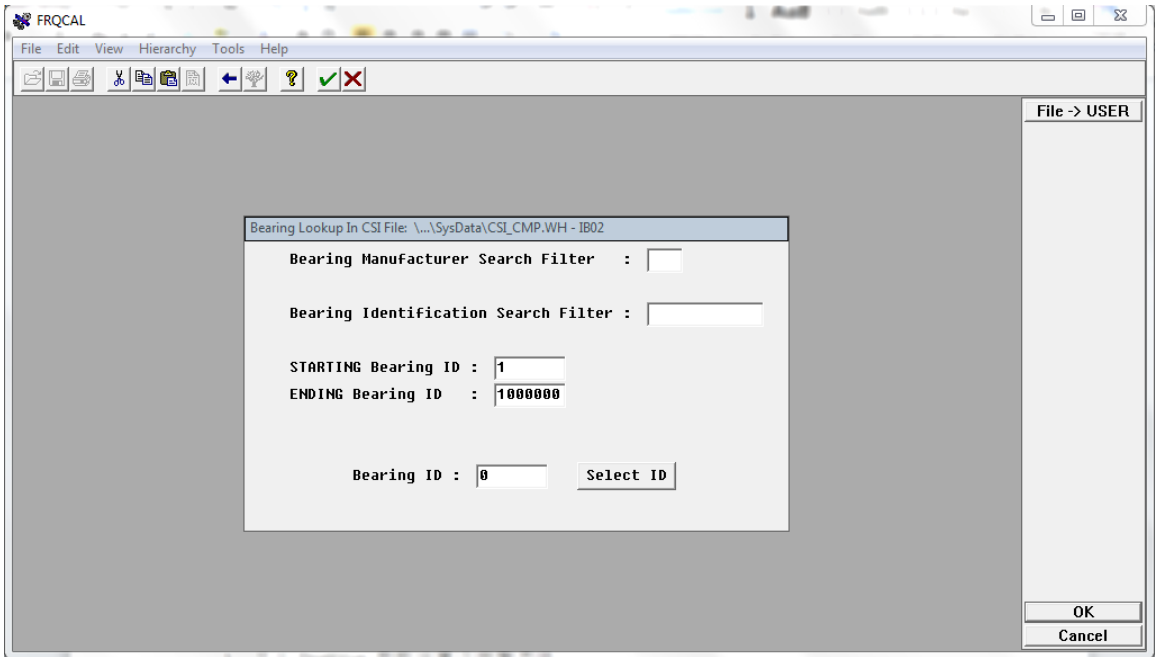 FRQCAL
File Edit View Hierarchy Tools Help
File -> USER
Bearing Lookup In CSI File: \...\SysData\CSI_CMP.WH - IB02
Bearing Manufacturer Search Filter :
Bearing Identification Search Filter :
STARTING Bearing ID : 1
ENDING Bearing ID : 1000000
Bearing ID : 0 Select ID
OK
Cancel